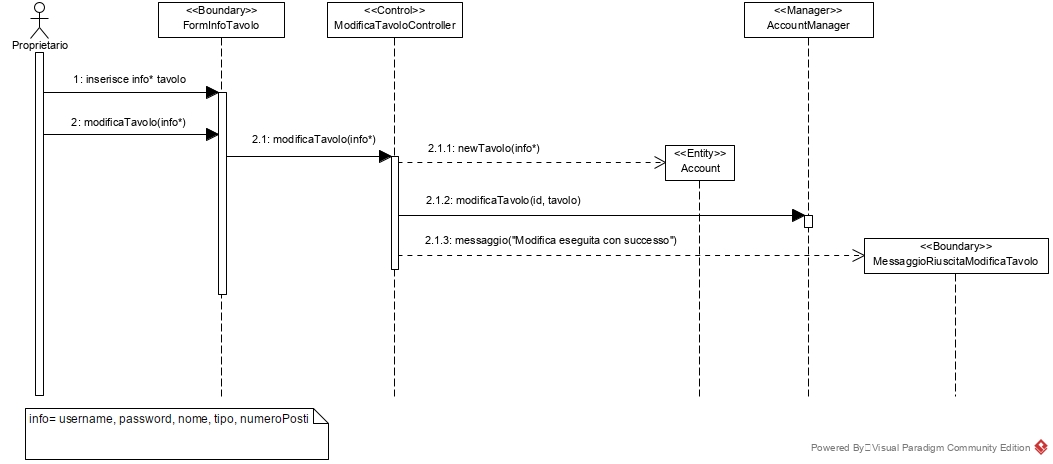 <<Boundary>>
FormInfoTavolo
<<Control>>
ModificaTavoloController
<<Manager>>
AccountManager
Proprietario
1: inserisce info* tavolo
2: modificaTavolo(info*)
2.1: modificaTavolo(info*)
2.1.1: newTavolo(info*)
<<Entity>>
Account
2.1.2: modificaTavolo(id, tavolo)
2.1.3: messaggio("Modifica eseguita con successo")
<<Boundary>>
MessaggioRiuscitaModificaTavolo
info= username, password, nome, tipo, numeroPosti
Powered By Visual Paradigm Community Edition